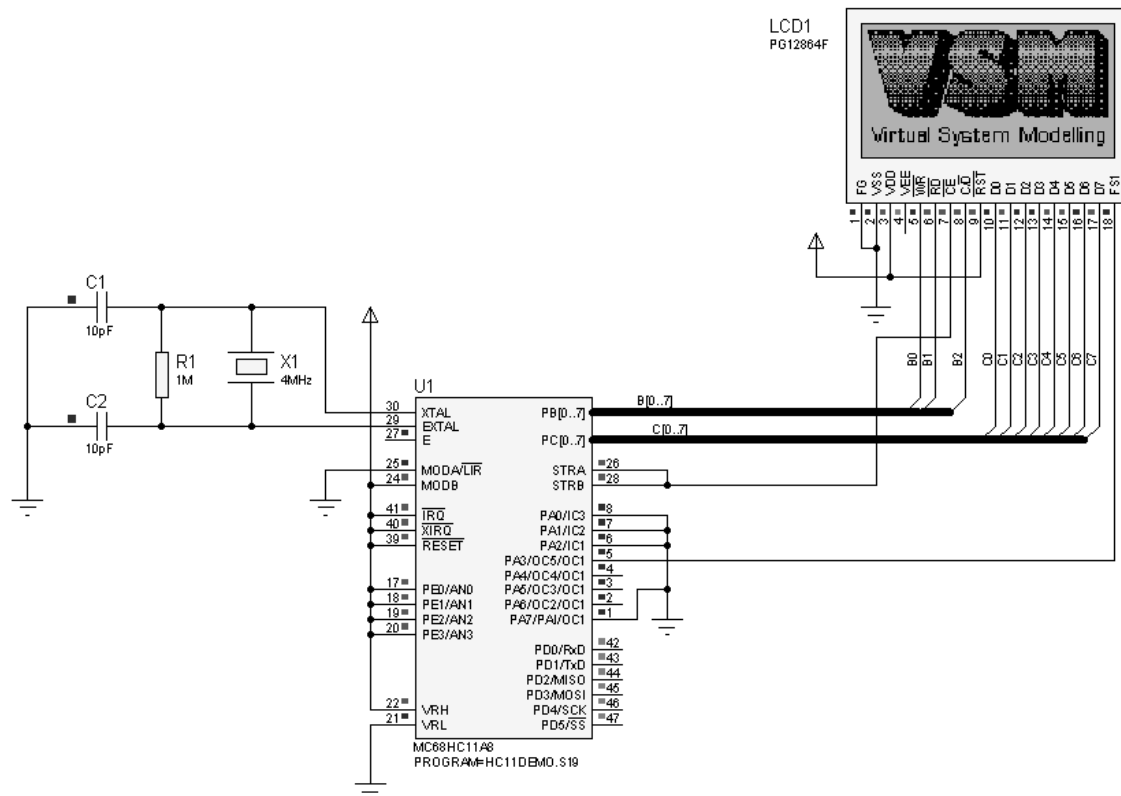 LCD1
PG12864F
VSM
Virtual System Modelling
FG
VSS
VDD
VEE
WR
RD
CE
C/D
RST
D0
D1
D2
D3
D4
D5
D6
D7
FS1
1
2
3
4
5
6
7
8
9
10
11
12
13
14
15
16
17
18
C1
10pF
R1
1M
X1
4MHz
C2
10pF
B0
B1
B2
C0
C1
C2
C3
C4
C5
C6
C7
U1
30 XTAL
29 EXTAL
27 E
25 MODA/LIR
24 MODB
41 IRQ
40 XIRQ
39 RESET
17 PE0/AN0
18 PE1/AN1
19 PE2/AN2
20 PE3/AN3
22 VRH
21 VRL
PB[0..7] B[0..7]
PC[0..7] C[0..7]
STRA 26
STRB 28
PA0/IC3 8
PA1/IC2 7
PA2/IC1 6
PA3/OC5/OC1 5
PA4/OC4/OC1 4
PA5/OC3/OC1 3
PA6/OC2/OC1 2
PA7/PAI/OC1 1
PD0/RxD 42
PD1/TxD 43
PD2/MISO 44
PD3/MOSI 45
PD4/SCK 46
PD5/SS 47
MC68HC11A8
PROGRAM=HC11DEMO.S19